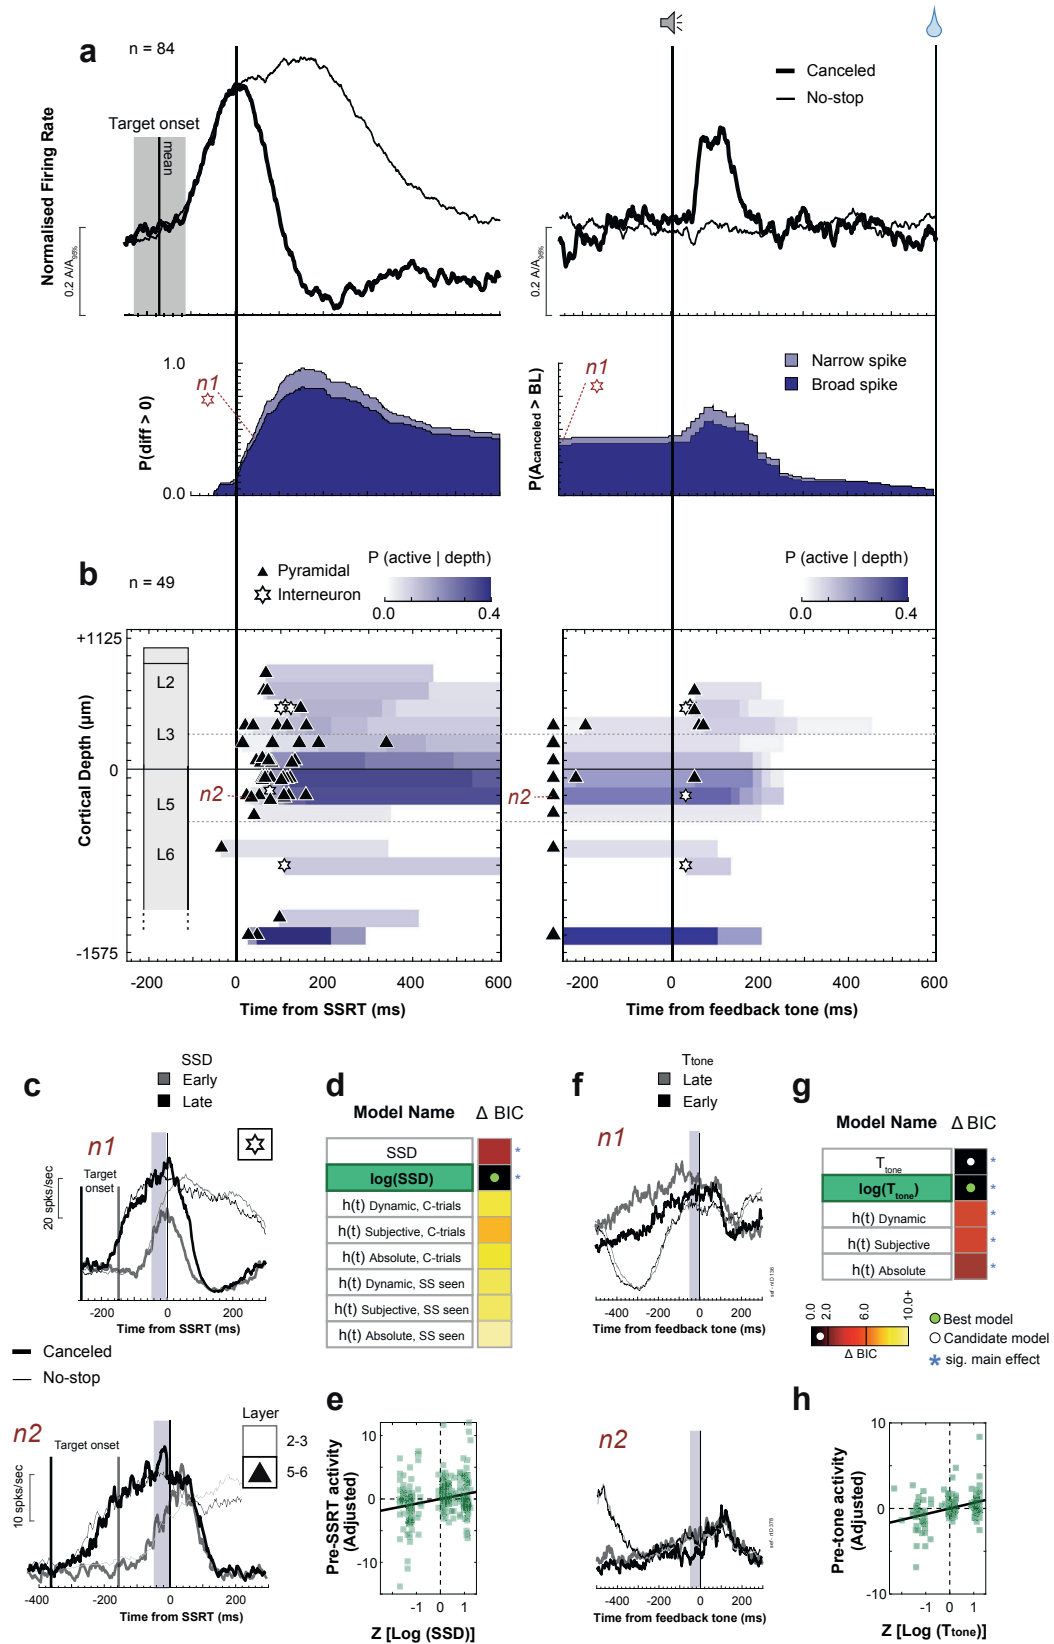 a
n = 84
Canceled
No-stop
Target onset
mean
Normalised Firing Rate
0.2 A/A95%
0.2 A/A95%
1.0
n1
P(diff > 0)
0.0
n1
P(Acanceled > BL)
Narrow spike
Broad spike
b
n = 49
Pyramidal
Interneuron
P (active | depth)
0.0
0.4
P (active | depth)
0.0
0.4
+1125
Cortical Depth (μm)
0
-1575
L2
L3
L5
L6
n2
n2
-200
0
200
400
600
Time from SSRT (ms)
-200
0
200
400
600
Time from feedback tone (ms)
c
SSD
Early
Late
n1
Target onset
20 spks/sec
-200
0
200
Time from SSRT (ms)
Canceled
No-stop
n2
Target onset
10 spks/sec
Layer
2-3
5-6
-400
-200
0
200
Time from SSRT (ms)
d
Model Name Δ BIC
SSD *
log(SSD) *
h(t) Dynamic, C-trials
h(t) Subjective, C-trials
h(t) Absolute, C-trials
h(t) Dynamic, SS seen
h(t) Subjective, SS seen
h(t) Absolute, SS seen
e
Pre-SSRT activity (Adjusted)
10
0
-10
-1
0
1
Z [Log (SSD)]
f
Ttone
Late
Early
n1
-400
-200
0
200
Time from feedback tone (ms)
n2
-400
-200
0
200
Time from feedback tone (ms)
g
Model Name Δ BIC
Ttone *
log(Ttone) *
h(t) Dynamic *
h(t) Subjective *
h(t) Absolute *
0.0
2.0
6.0
10.0+
Δ BIC
Best model
Candidate model
* sig. main effect
h
Pre-tone activity (Adjusted)
10
0
-10
-1
0
1
Z [Log (Ttone)]